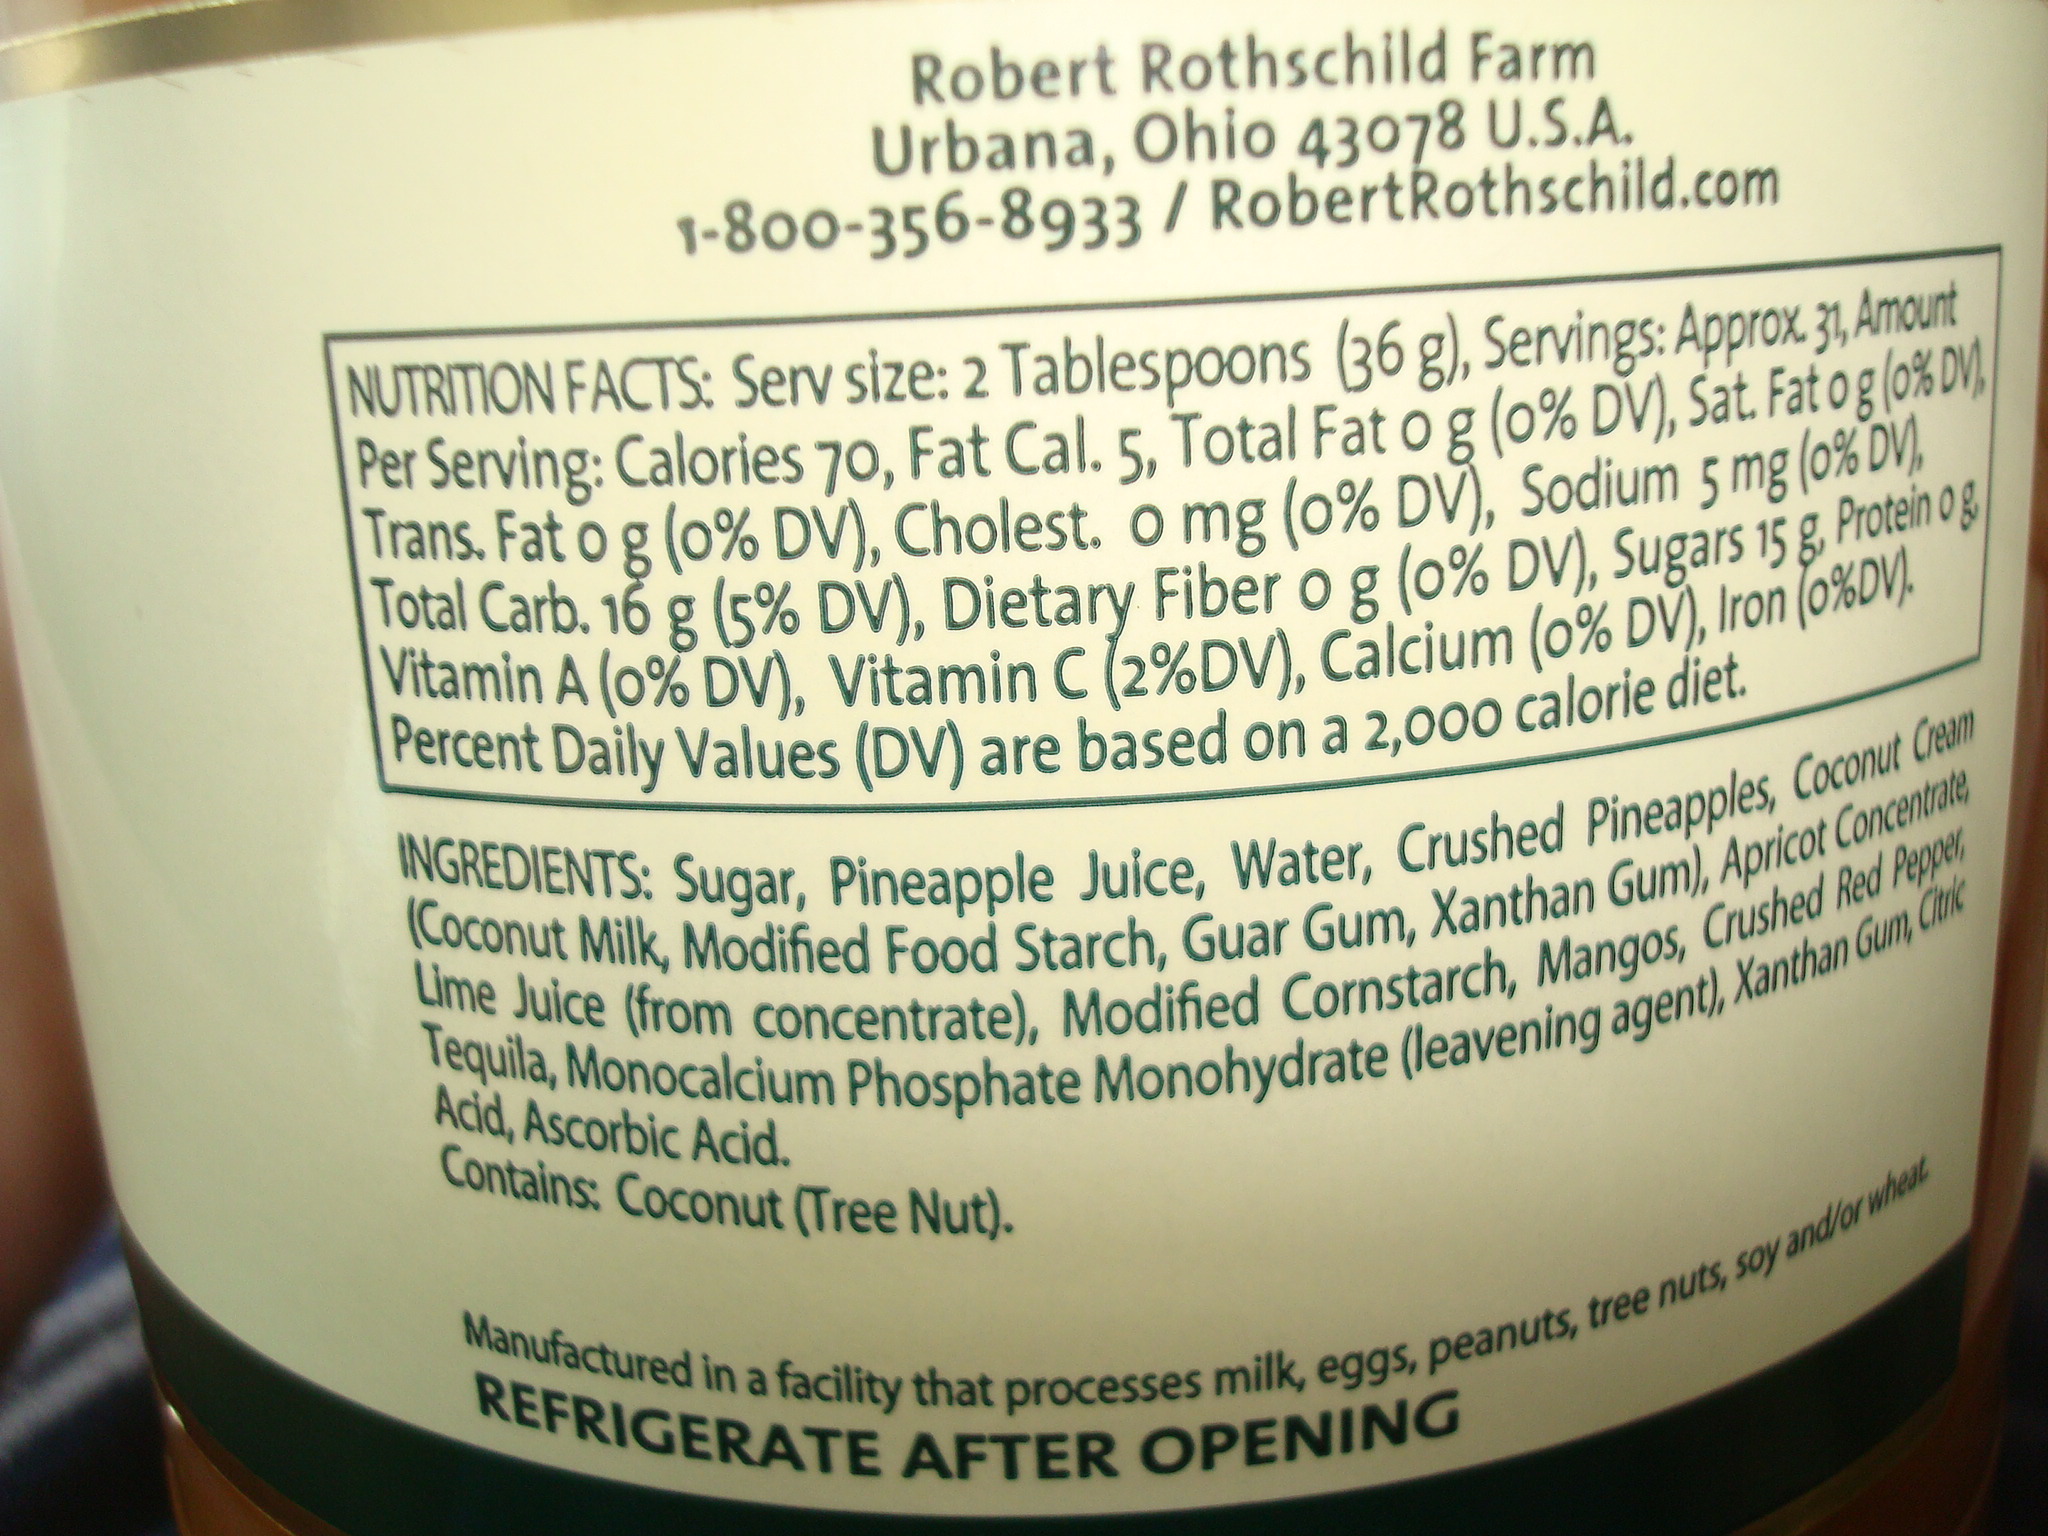 Robert Rothschild Farm
Urbana, Ohio 43078 U.S.A.
1-800-356-8933 / RobertRothschild.com
NUTRITION FACTS: Serv size: 2 Tablespoons (36 g), Servings: Approx. 31, Amount
Per Serving: Calories 70, Fat Cal. 5, Total Fat 0 g (0% DV), Sat. Fat 0 g (0% DV),
Trans. Fat 0 g (0% DV), Cholest. 0 mg (0% DV), Sodium 5 mg (0% DV),
Total Carb. 16 g (5% DV), Dietary Fiber 0 g (0% DV), Sugars 15 g, Protein 0 g,
Vitamin A (0% DV), Vitamin C (2%DV), Calcium (0% DV), Iron (0%DV).
Percent Daily Values (DV) are based on a 2,000 calorie diet.
INGREDIENTS: Sugar, Pineapple Juice, Water, Crushed Pineapples, Coconut Cream
(Coconut Milk, Modified Food Starch, Guar Gum, Xanthan Gum), Apricot Concentrate,
Lime Juice (from concentrate), Modified Cornstarch, Mangos, Crushed Red Pepper,
Tequila, Monocalcium Phosphate Monohydrate (leavening agent), Xanthan Gum, Citric
Acid, Ascorbic Acid.
Contains: Coconut (Tree Nut).
Manufactured in a facility that processes milk, eggs, peanuts, tree nuts, soy and/or wheat.
REFRIGERATE AFTER OPENING